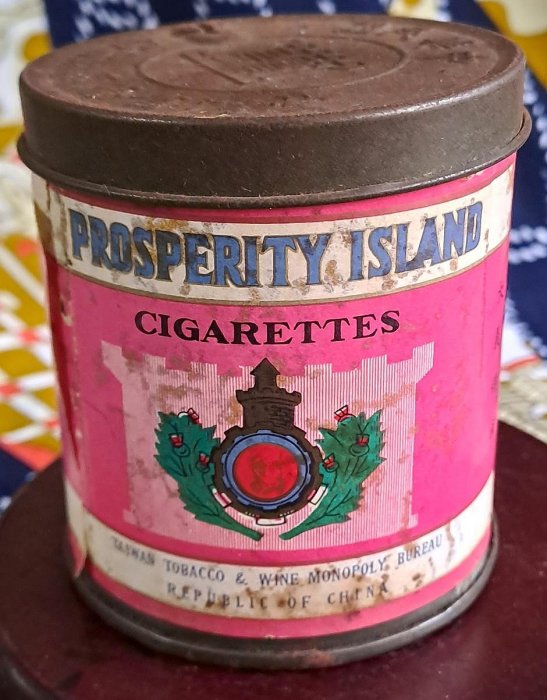 PROSPERITY ISLAND
CIGARETTES
TAIWAN TOBACCO & WINE MONOPOLY BUREAU
REPUBLIC OF CHINA